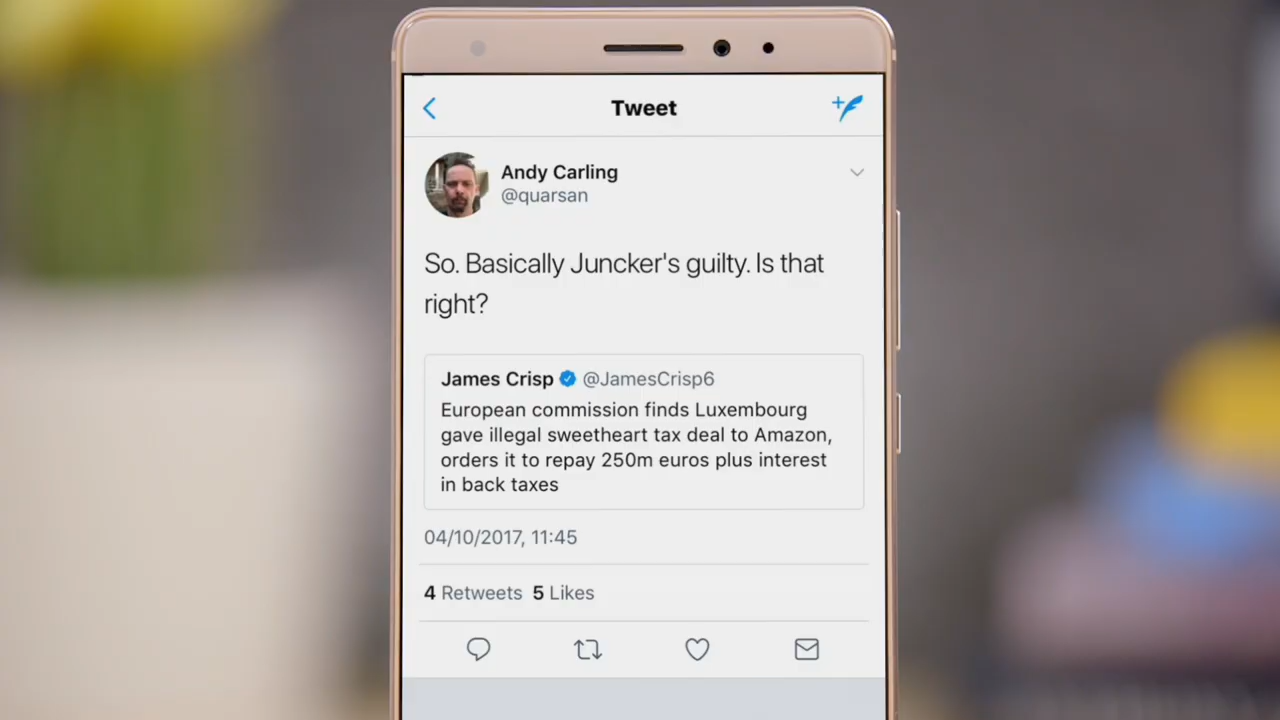 Tweet
Andy Carling
@quarsan
So. Basically Juncker's guilty. Is that
right?
James Crisp @JamesCrisp6
European commission finds Luxembourg
gave illegal sweetheart tax deal to Amazon,
orders it to repay 250m euros plus interest
in back taxes
04/10/2017, 11:45
4 Retweets 5 Likes